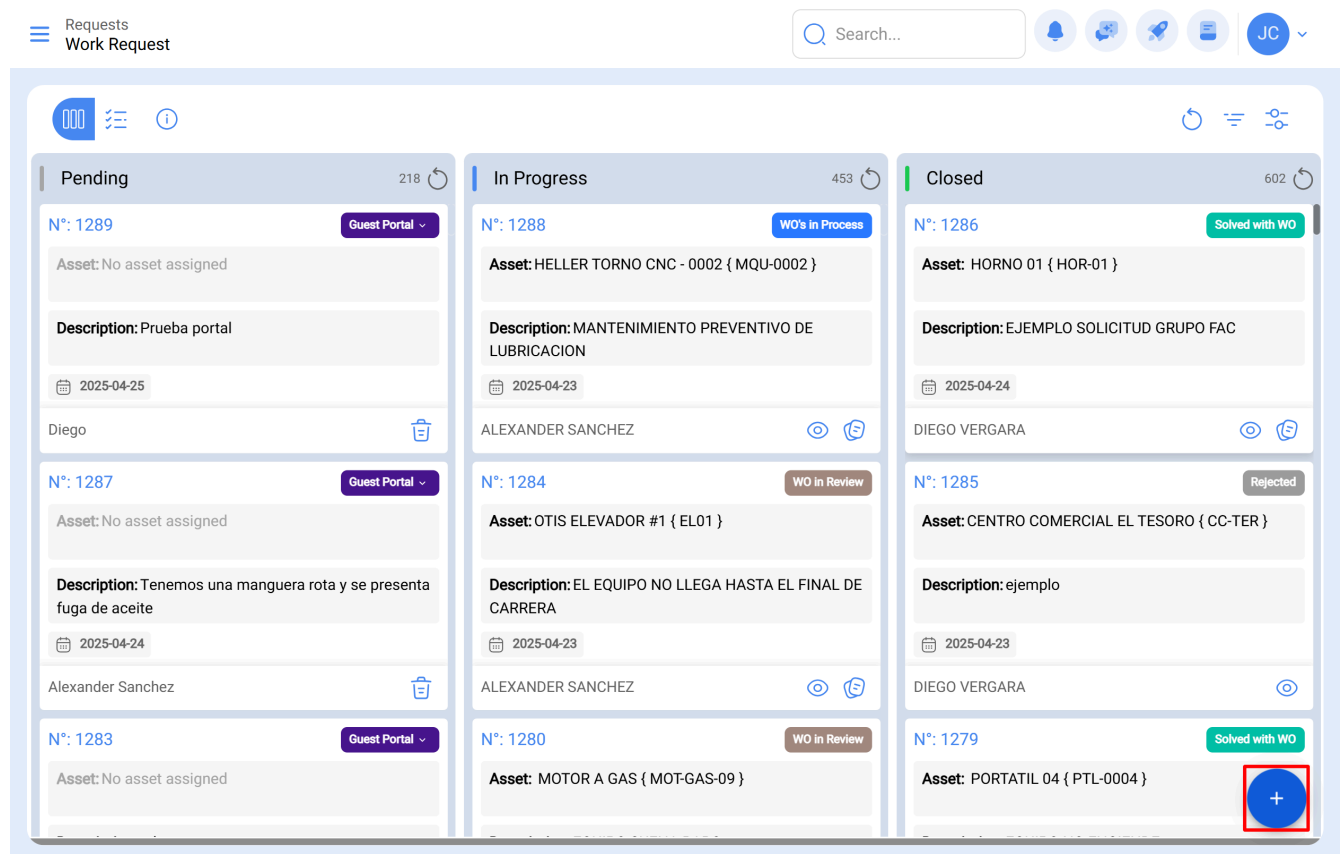 Requests
Work Request
Search...
JC
Pending
218
In Progress
453
Closed
602
N°: 1289
Guest Portal
Asset: No asset assigned
Description: Prueba portal
2025-04-25
Diego
N°: 1287
Guest Portal
Asset: No asset assigned
Description: Tenemos una manguera rota y se presenta
fuga de aceite
2025-04-24
Alexander Sanchez
N°: 1283
Guest Portal
Asset: No asset assigned
N°: 1288
WO's in Process
Asset: HELLER TORNO CNC - 0002 { MQU-0002 }
Description: MANTENIMIENTO PREVENTIVO DE
LUBRICACION
2025-04-23
ALEXANDER SANCHEZ
N°: 1284
WO in Review
Asset: OTIS ELEVADOR #1 { EL01 }
Description: EL EQUIPO NO LLEGA HASTA EL FINAL DE
CARRERA
2025-04-23
ALEXANDER SANCHEZ
N°: 1280
WO in Review
Asset: MOTOR A GAS { MOT-GAS-09 }
N°: 1286
Solved with WO
Asset: HORNO 01 { HOR-01 }
Description: EJEMPLO SOLICITUD GRUPO FAC
2025-04-24
DIEGO VERGARA
N°: 1285
Rejected
Asset: CENTRO COMERCIAL EL TESORO { CC-TER }
Description: ejemplo
2025-04-23
DIEGO VERGARA
N°: 1279
Solved with WO
Asset: PORTATIL 04 { PTL-0004 }